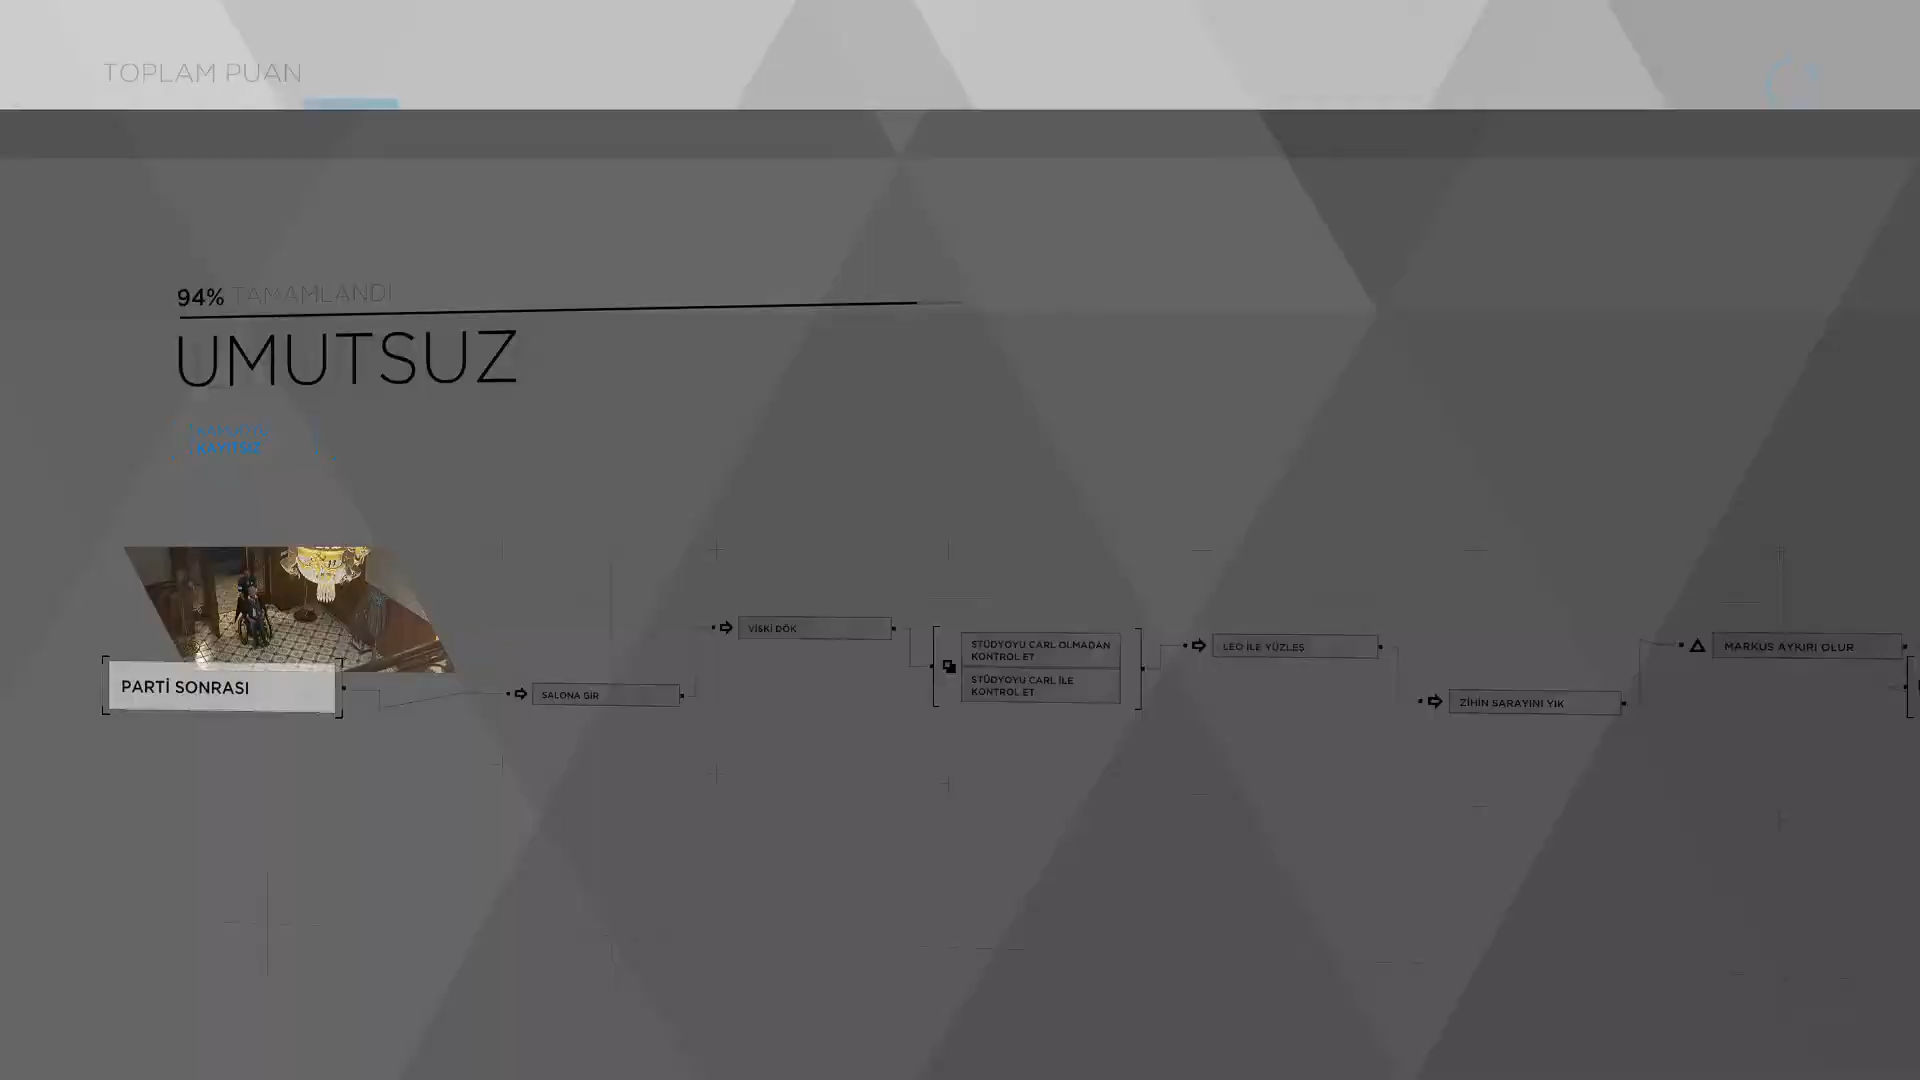 TOPLAM PUAN
94% TAMAMLANDI
UMUTSUZ
KAYITSIZ
PARTİ SONRASI
SALONA GİR
VİSKİ DÖK
STÜDYOYU CARL OLMADAN
KONTROL ET
STÜDYOYU CARL İLE
KONTROL ET
LEO İLE YÜZLEŞ
ZİHİN SARAYINI YIK
MARKUS AYKIRI OLUR